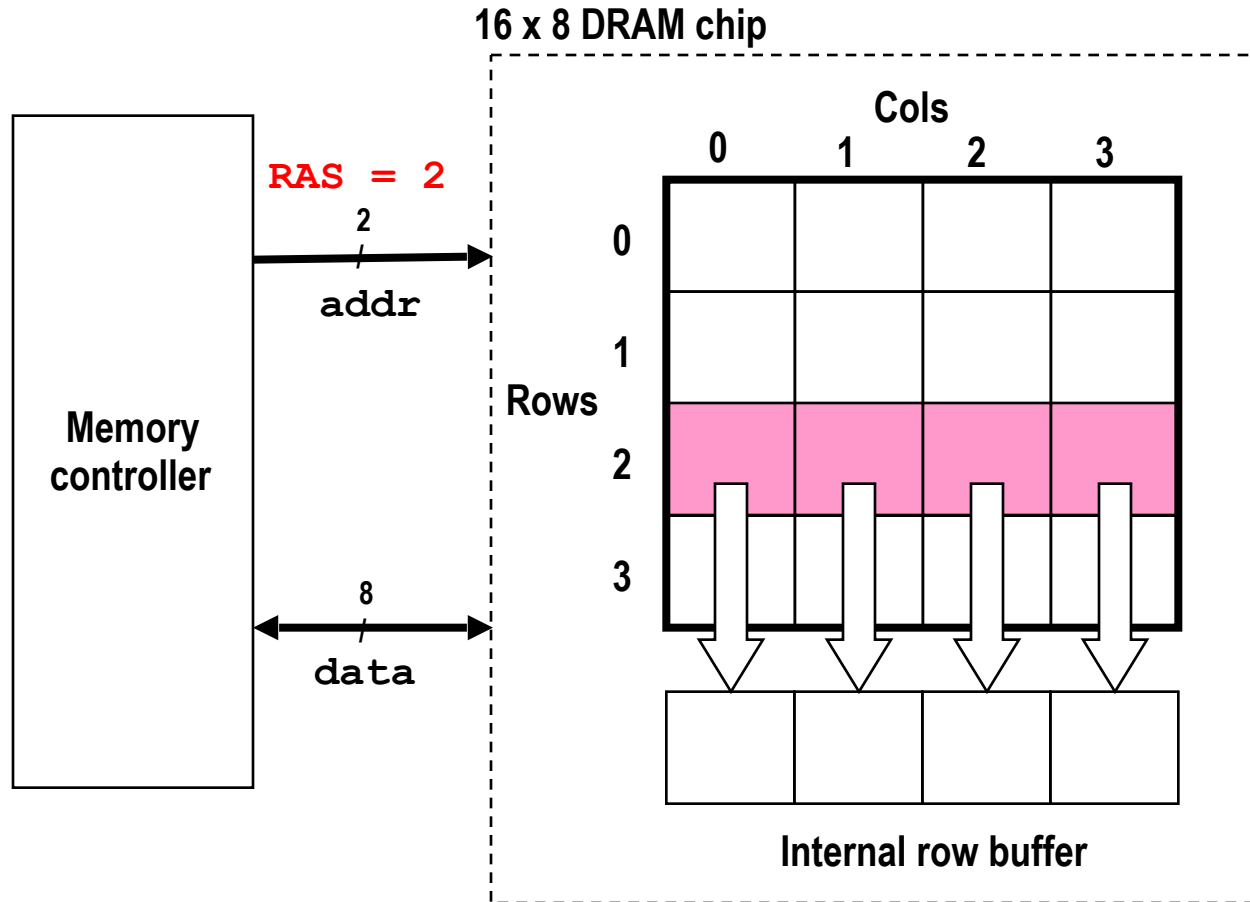 16 x 8 DRAM chip
Cols
0 1 2 3
RAS = 2
2
addr
0
1
Rows
2
3
Memory
controller
8
data
Internal row buffer